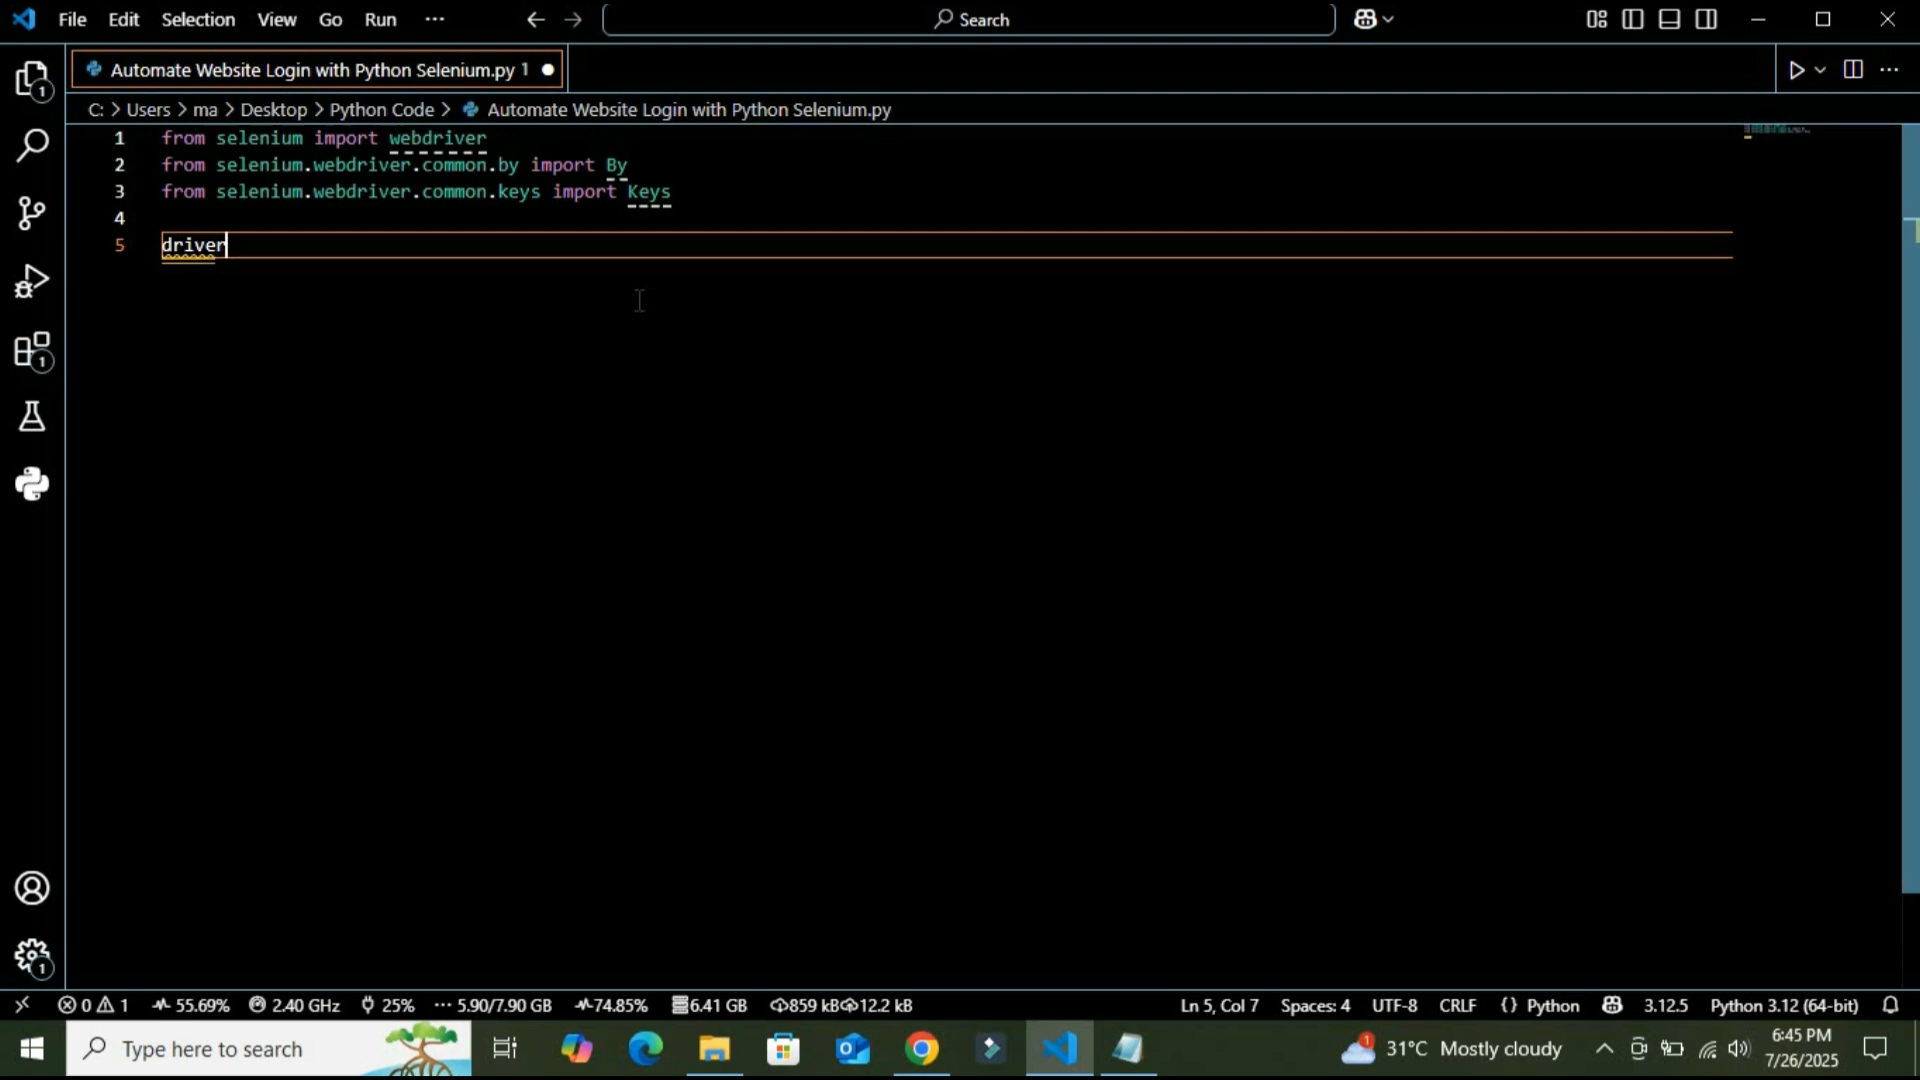 File Edit Selection View Go Run ··· Search
Automate Website Login with Python Selenium.py 1
C: > Users > ma > Desktop > Python Code > Automate Website Login with Python Selenium.py
1 from selenium import webdriver
2 from selenium.webdriver.common.by import By
3 from selenium.webdriver.common.keys import Keys
4
5 driver
1
1
1
0 1 55.69% 2.40 GHz 25% ··· 5.90/7.90 GB 74.85% 6.41 GB 859 kB 12.2 kB Ln 5, Col 7 Spaces: 4 UTF-8 CRLF {} Python 3.12.5 Python 3.12 (64-bit)
Type here to search 1 31°C Mostly cloudy 6:45 PM
7/26/2025